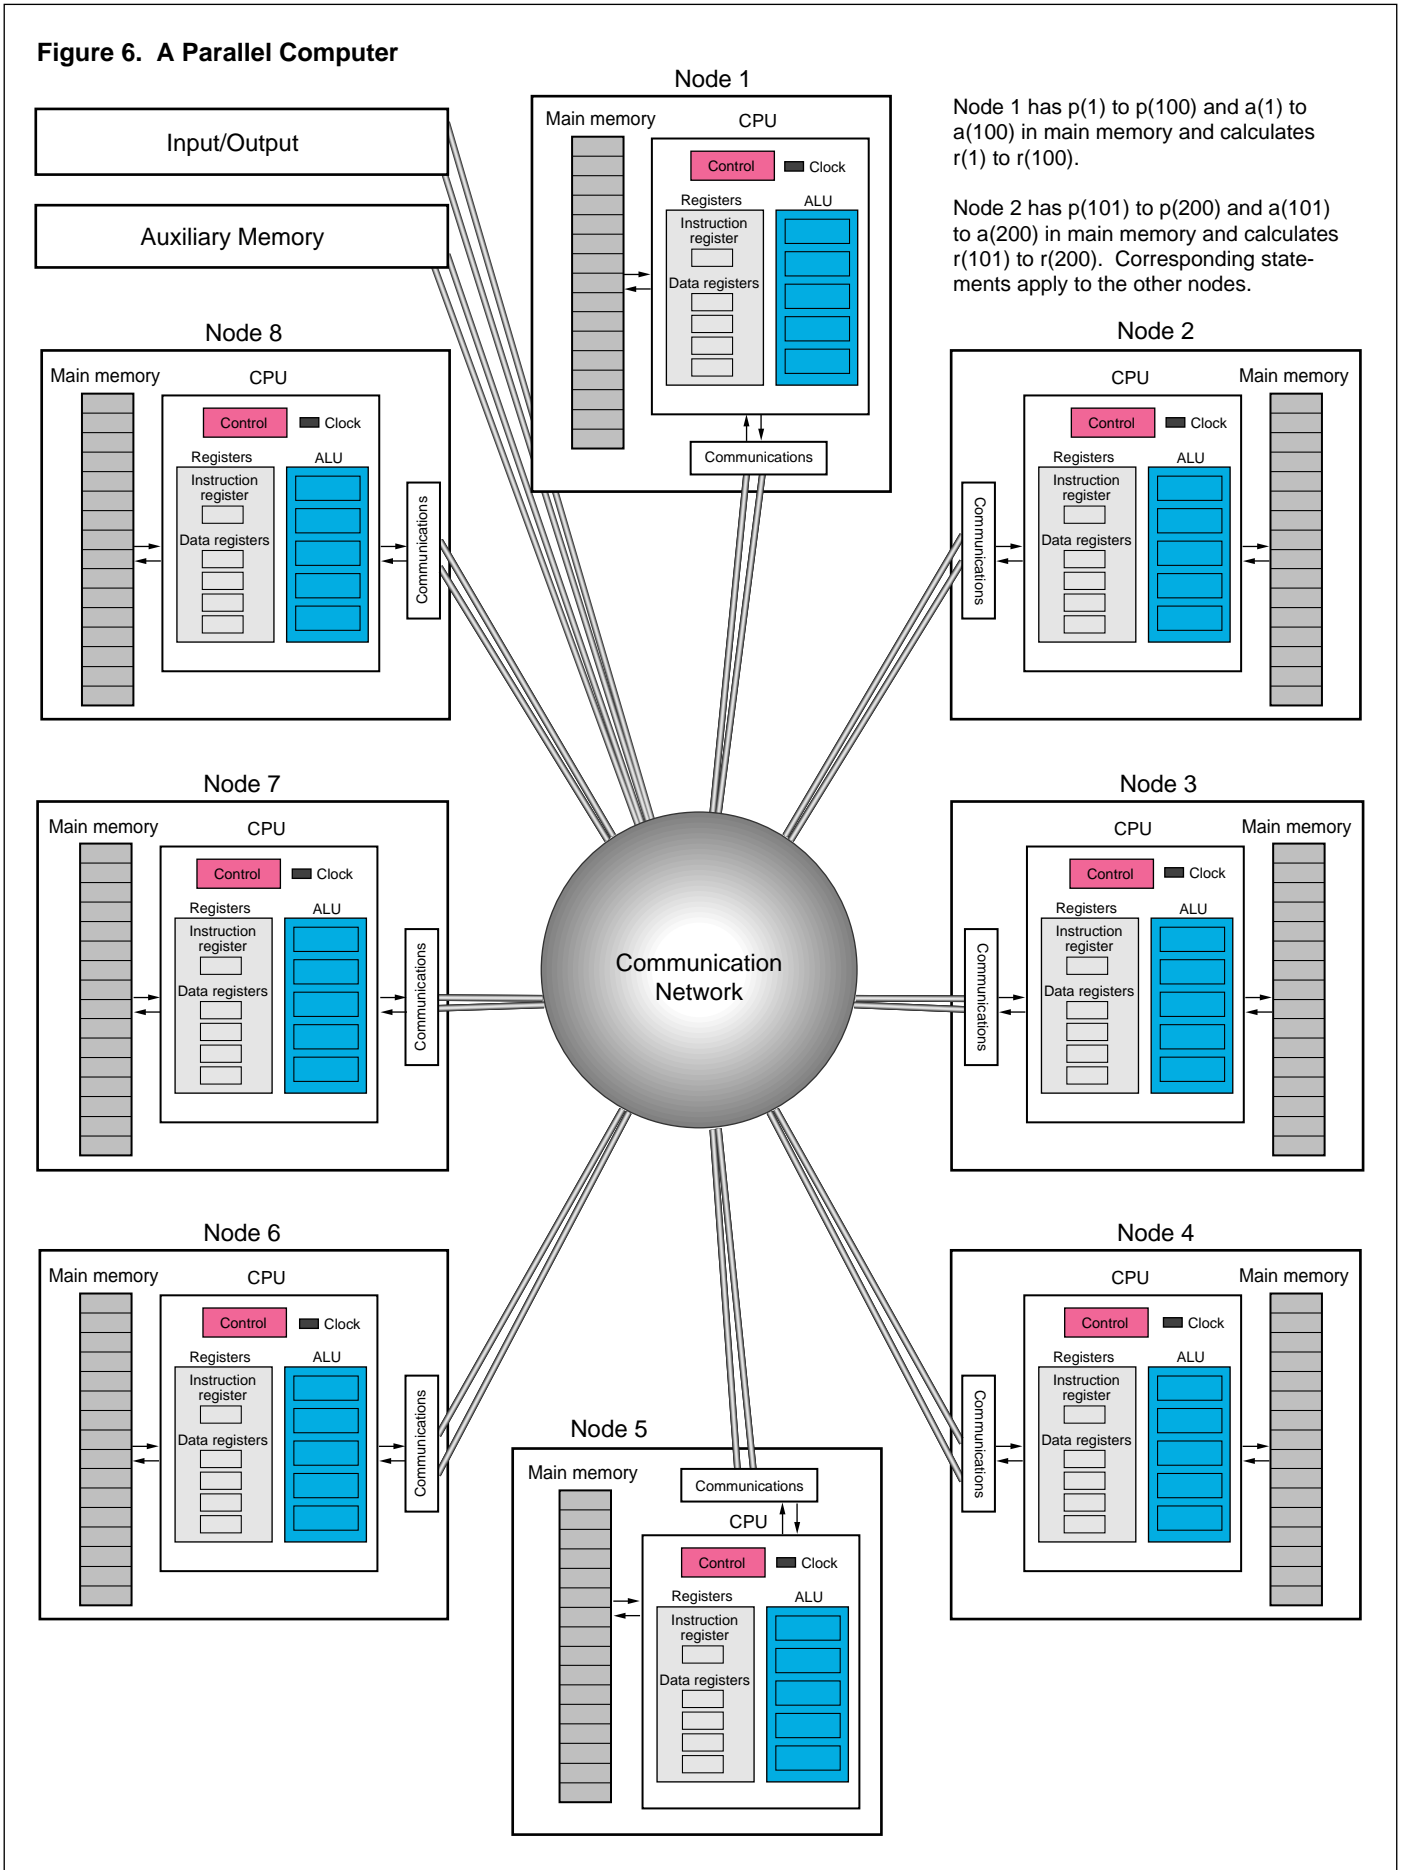 Figure 6. A Parallel Computer
Input/Output
Auxiliary Memory
Node 1
Main memory
CPU
Control
Clock
Registers
ALU
Instruction
register
Data registers
Communications
Node 1 has p(1) to p(100) and a(1) to
a(100) in main memory and calculates
r(1) to r(100).
Node 2 has p(101) to p(200) and a(101)
to a(200) in main memory and calculates
r(101) to r(200). Corresponding state-
ments apply to the other nodes.
Node 8
Main memory
CPU
Control
Clock
Registers
ALU
Instruction
register
Data registers
Communications
Node 2
CPU
Main memory
Control
Clock
Registers
ALU
Instruction
register
Data registers
Communications
Node 7
Main memory
CPU
Control
Clock
Registers
ALU
Instruction
register
Data registers
Communications
Communication
Network
Node 3
CPU
Main memory
Control
Clock
Registers
ALU
Instruction
register
Data registers
Communications
Node 6
Main memory
CPU
Control
Clock
Registers
ALU
Instruction
register
Data registers
Communications
Node 4
CPU
Main memory
Control
Clock
Registers
ALU
Instruction
register
Data registers
Communications
Node 5
Main memory
Communications
CPU
Control
Clock
Registers
ALU
Instruction
register
Data registers